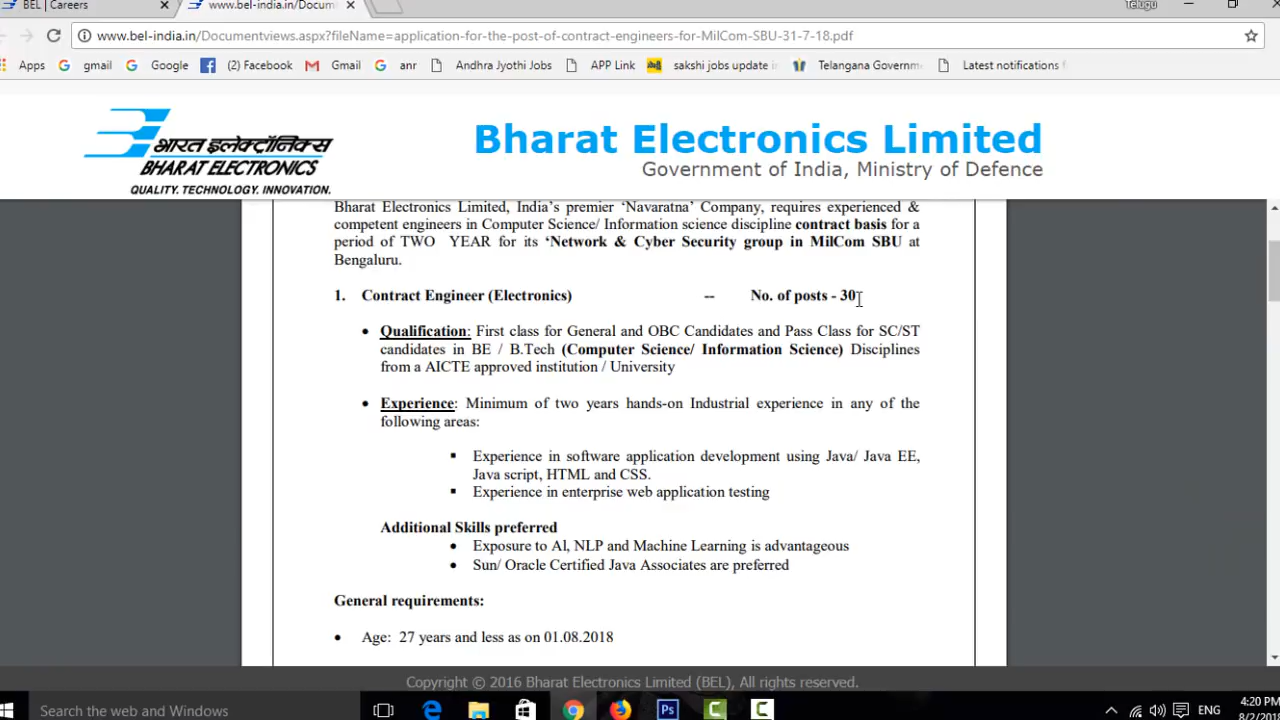 BEL | Careers
www.bel-india.in/Docum
Telugu
www.bel-india.in/Documentviews.aspx?fileName=application-for-the-post-of-contract-engineers-for-MilCom-SBU-31-7-18.pdf
Apps gmail Google (2) Facebook Gmail anr Andhra Jyothi Jobs APP Link sakshi jobs update in Telangana Governme Latest notifications f
भारत इलेक्ट्रॉनिक्स
BHARAT ELECTRONICS
QUALITY. TECHNOLOGY. INNOVATION.
Bharat Electronics Limited
Government of India, Ministry of Defence
Bharat Electronics Limited, India's premier 'Navaratna' Company, requires experienced &
competent engineers in Computer Science/ Information science discipline contract basis for a
period of TWO YEAR for its 'Network & Cyber Security group in MilCom SBU at
Bengaluru.
1. Contract Engineer (Electronics) -- No. of posts - 30
• Qualification: First class for General and OBC Candidates and Pass Class for SC/ST
candidates in BE / B.Tech (Computer Science/ Information Science) Disciplines
from a AICTE approved institution / University
• Experience: Minimum of two years hands-on Industrial experience in any of the
following areas:
▪ Experience in software application development using Java/ Java EE,
Java script, HTML and CSS.
▪ Experience in enterprise web application testing
Additional Skills preferred
• Exposure to Al, NLP and Machine Learning is advantageous
• Sun/ Oracle Certified Java Associates are preferred
General requirements:
• Age: 27 years and less as on 01.08.2018
Copyright © 2016 Bharat Electronics Limited (BEL), All rights reserved.
Search the web and Windows
Ps
ENG
4:20 PM
8/2/201